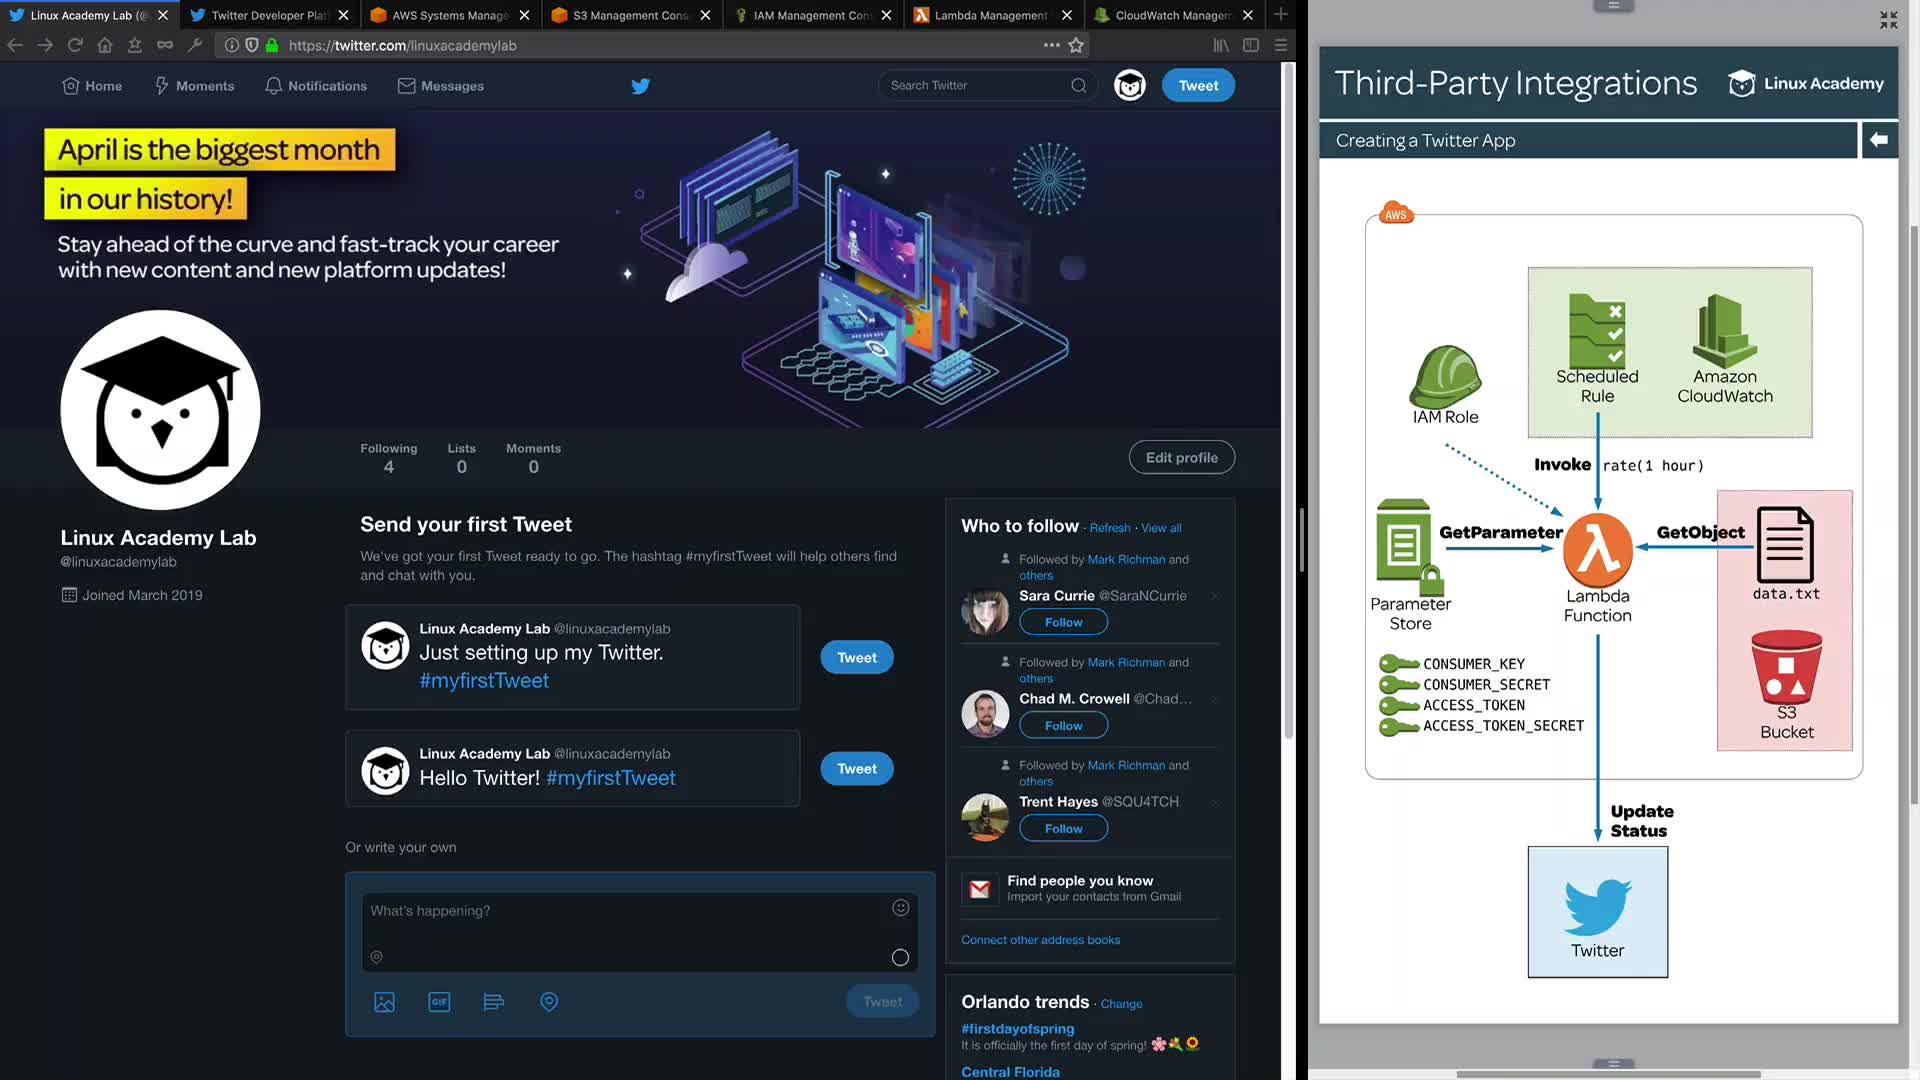 Linux Academy Lab (@
Twitter Developer Plat
AWS Systems Manage
S3 Management Cons
IAM Management Con
Lambda Management
CloudWatch Managem
https://twitter.com/linuxacademylab
Home
Moments
Notifications
Messages
Search Twitter
Tweet
April is the biggest month
in our history!
Stay ahead of the curve and fast-track your career
with new content and new platform updates!
Following
4
Lists
0
Moments
0
Edit profile
Linux Academy Lab
@linuxacademylab
Joined March 2019
Send your first Tweet
We've got your first Tweet ready to go. The hashtag #myfirstTweet will help others find
and chat with you.
Linux Academy Lab @linuxacademylab
Just setting up my Twitter.
#myfirstTweet
Tweet
Linux Academy Lab @linuxacademylab
Hello Twitter! #myfirstTweet
Tweet
Or write your own
What's happening?
GIF
Tweet
Who to follow · Refresh · View all
Followed by Mark Richman and
others
Sara Currie @SaraNCurrie
Follow
Followed by Mark Richman and
others
Chad M. Crowell @Chad...
Follow
Followed by Mark Richman and
others
Trent Hayes @SQU4TCH
Follow
Find people you know
Import your contacts from Gmail
Connect other address books
Orlando trends · Change
#firstdayofspring
It is officially the first day of spring! 🌸💐🌻
Central Florida
Third-Party Integrations
Linux Academy
Creating a Twitter App
AWS
Scheduled
Rule
Amazon
CloudWatch
IAM Role
Invoke rate(1 hour)
GetParameter
GetObject
Parameter
Store
Lambda
Function
data.txt
CONSUMER_KEY
CONSUMER_SECRET
ACCESS_TOKEN
ACCESS_TOKEN_SECRET
S3
Bucket
Update
Status
Twitter